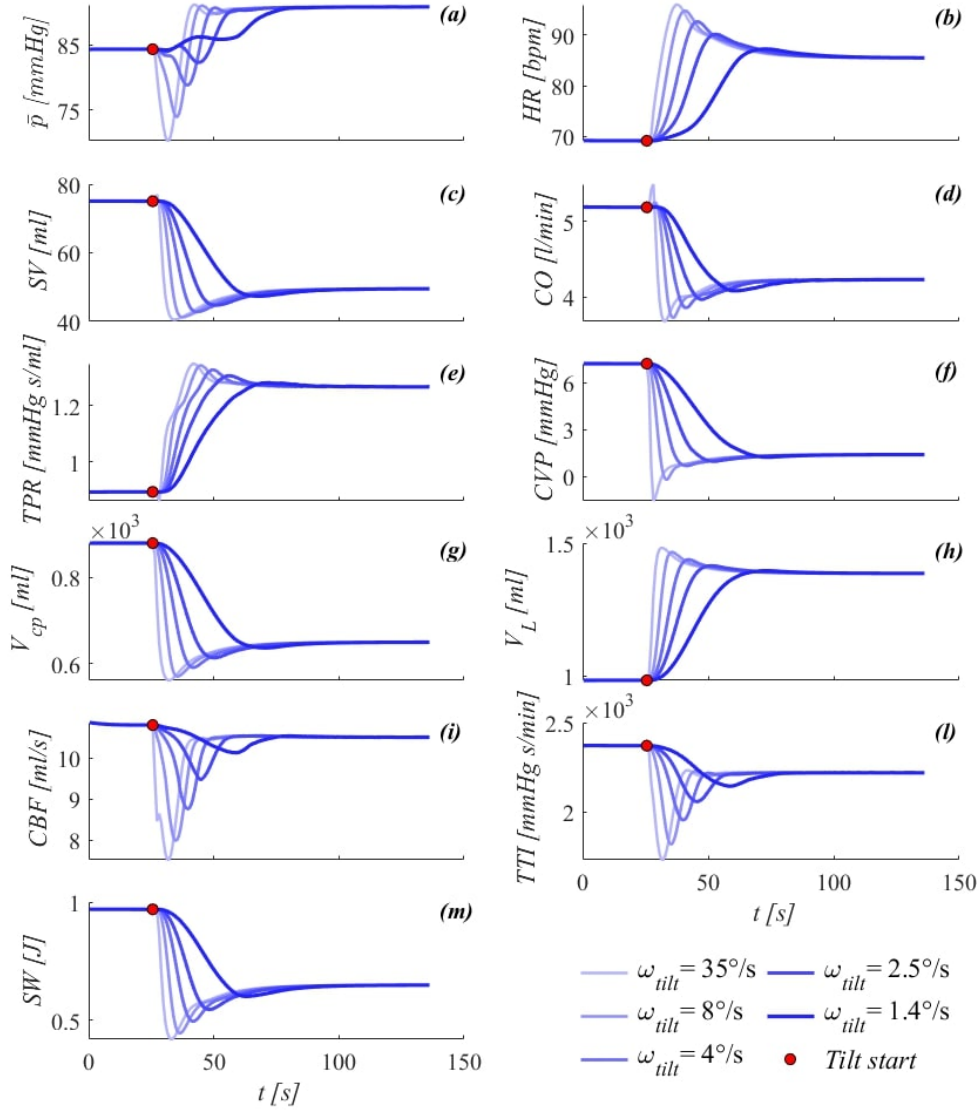 (a)
85
75
p̄ [mmHg]
(b)
90
80
70
HR [bpm]
(c)
80
60
40
SV [ml]
(d)
5
4
CO [l/min]
(e)
1.2
1
TPR [mmHg s/ml]
(f)
6
3
0
CVP [mmHg]
×10³
(g)
0.8
0.6
V_cp [ml]
×10³
(h)
1.5
1
V_L [ml]
(i)
10
9
8
CBF [ml/s]
0 50 100 150
×10³
(l)
2.5
2
TTI [mmHg s/min]
0 50 100 150
t [s]
(m)
1
0.5
SW [J]
0 50 100 150
t [s]
ω_tilt = 35°/s
ω_tilt = 8°/s
ω_tilt = 4°/s
ω_tilt = 2.5°/s
ω_tilt = 1.4°/s
Tilt start